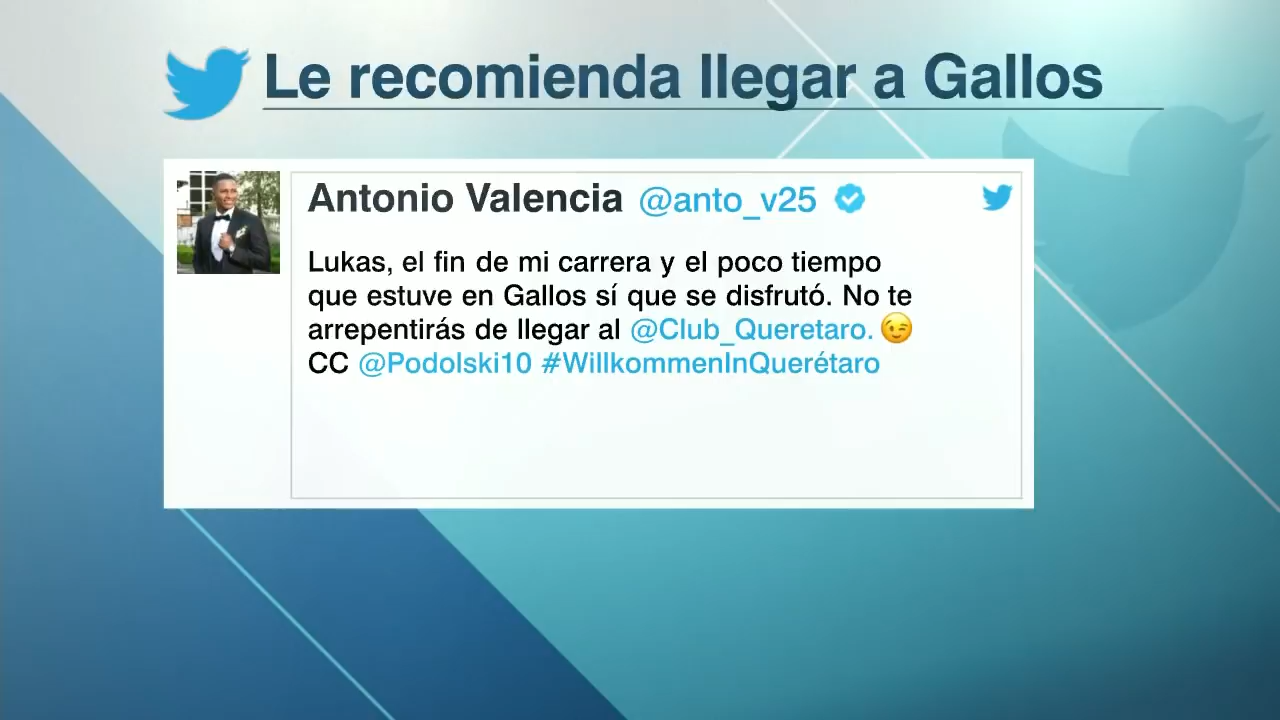 Le recomienda llegar a Gallos
Antonio Valencia @anto_v25
Lukas, el fin de mi carrera y el poco tiempo
que estuve en Gallos sí que se disfrutó. No te
arrepentirás de llegar al @Club_Queretaro. 😉
CC @Podolski10 #WillkommenInQuerétaro